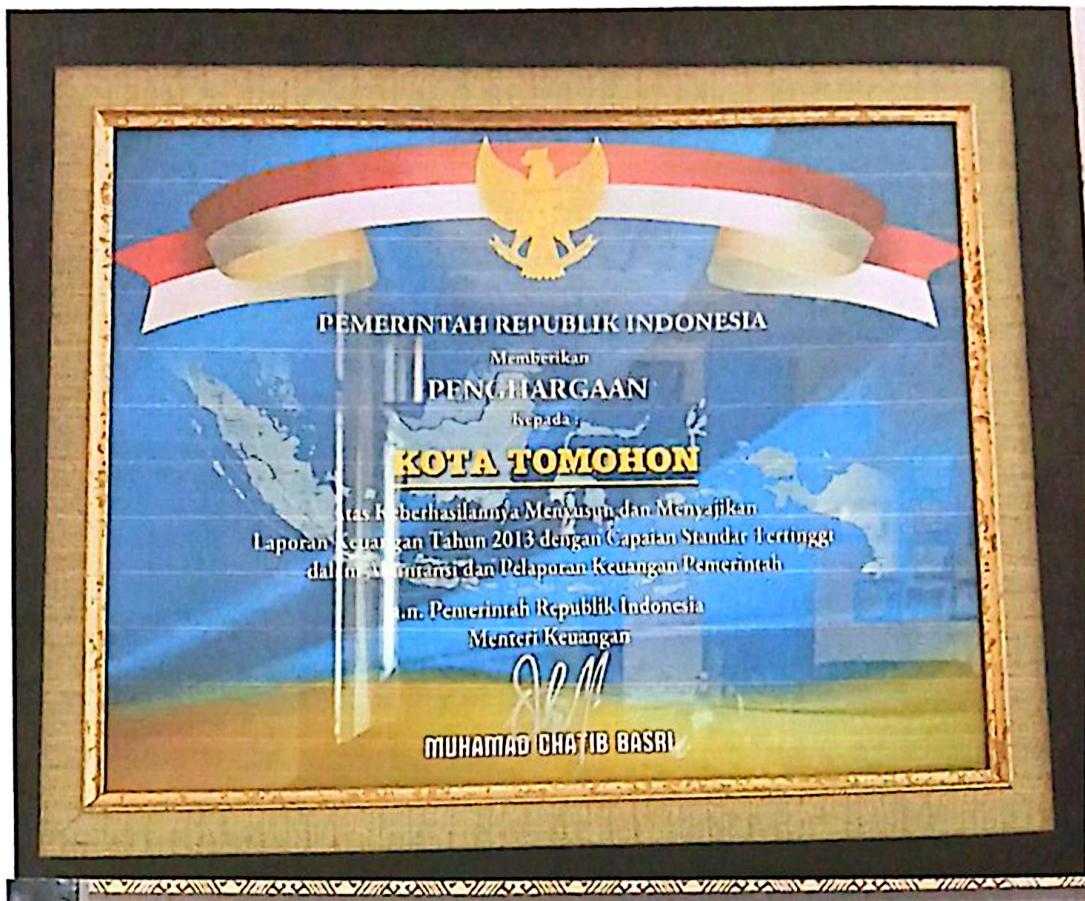 PEMERINTAH REPUBLIK INDONESIA
Memberikan
PENGHARGAAN
Kepada :
KOTA TOMOHON
Atas Keberhasilannya Menyusun dan Menyajikan
Laporan Keuangan Tahun 2013 dengan Capaian Standar Tertinggi
dalam Akuntansi dan Pelaporan Keuangan Pemerintah
a.n. Pemerintah Republik Indonesia
Menteri Keuangan
MUHAMAD CHATIB BASRI